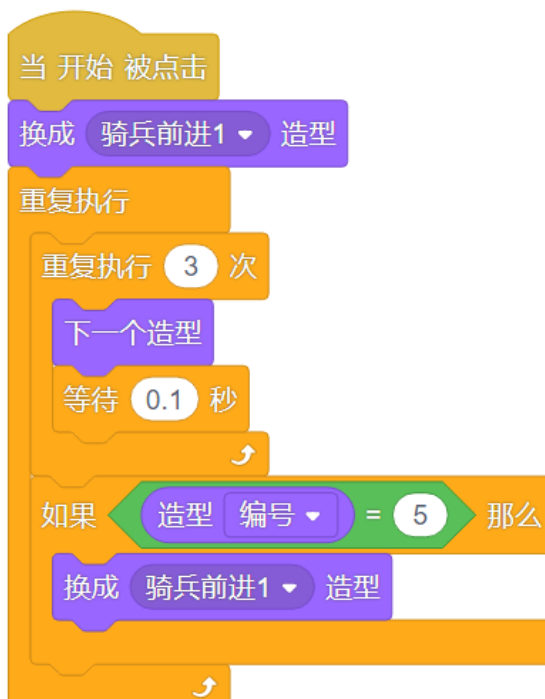 当 开始 被点击
换成 骑兵前进1 造型
重复执行
重复执行 3 次
下一个造型
等待 0.1 秒
如果 造型 编号 = 5 那么
换成 骑兵前进1 造型